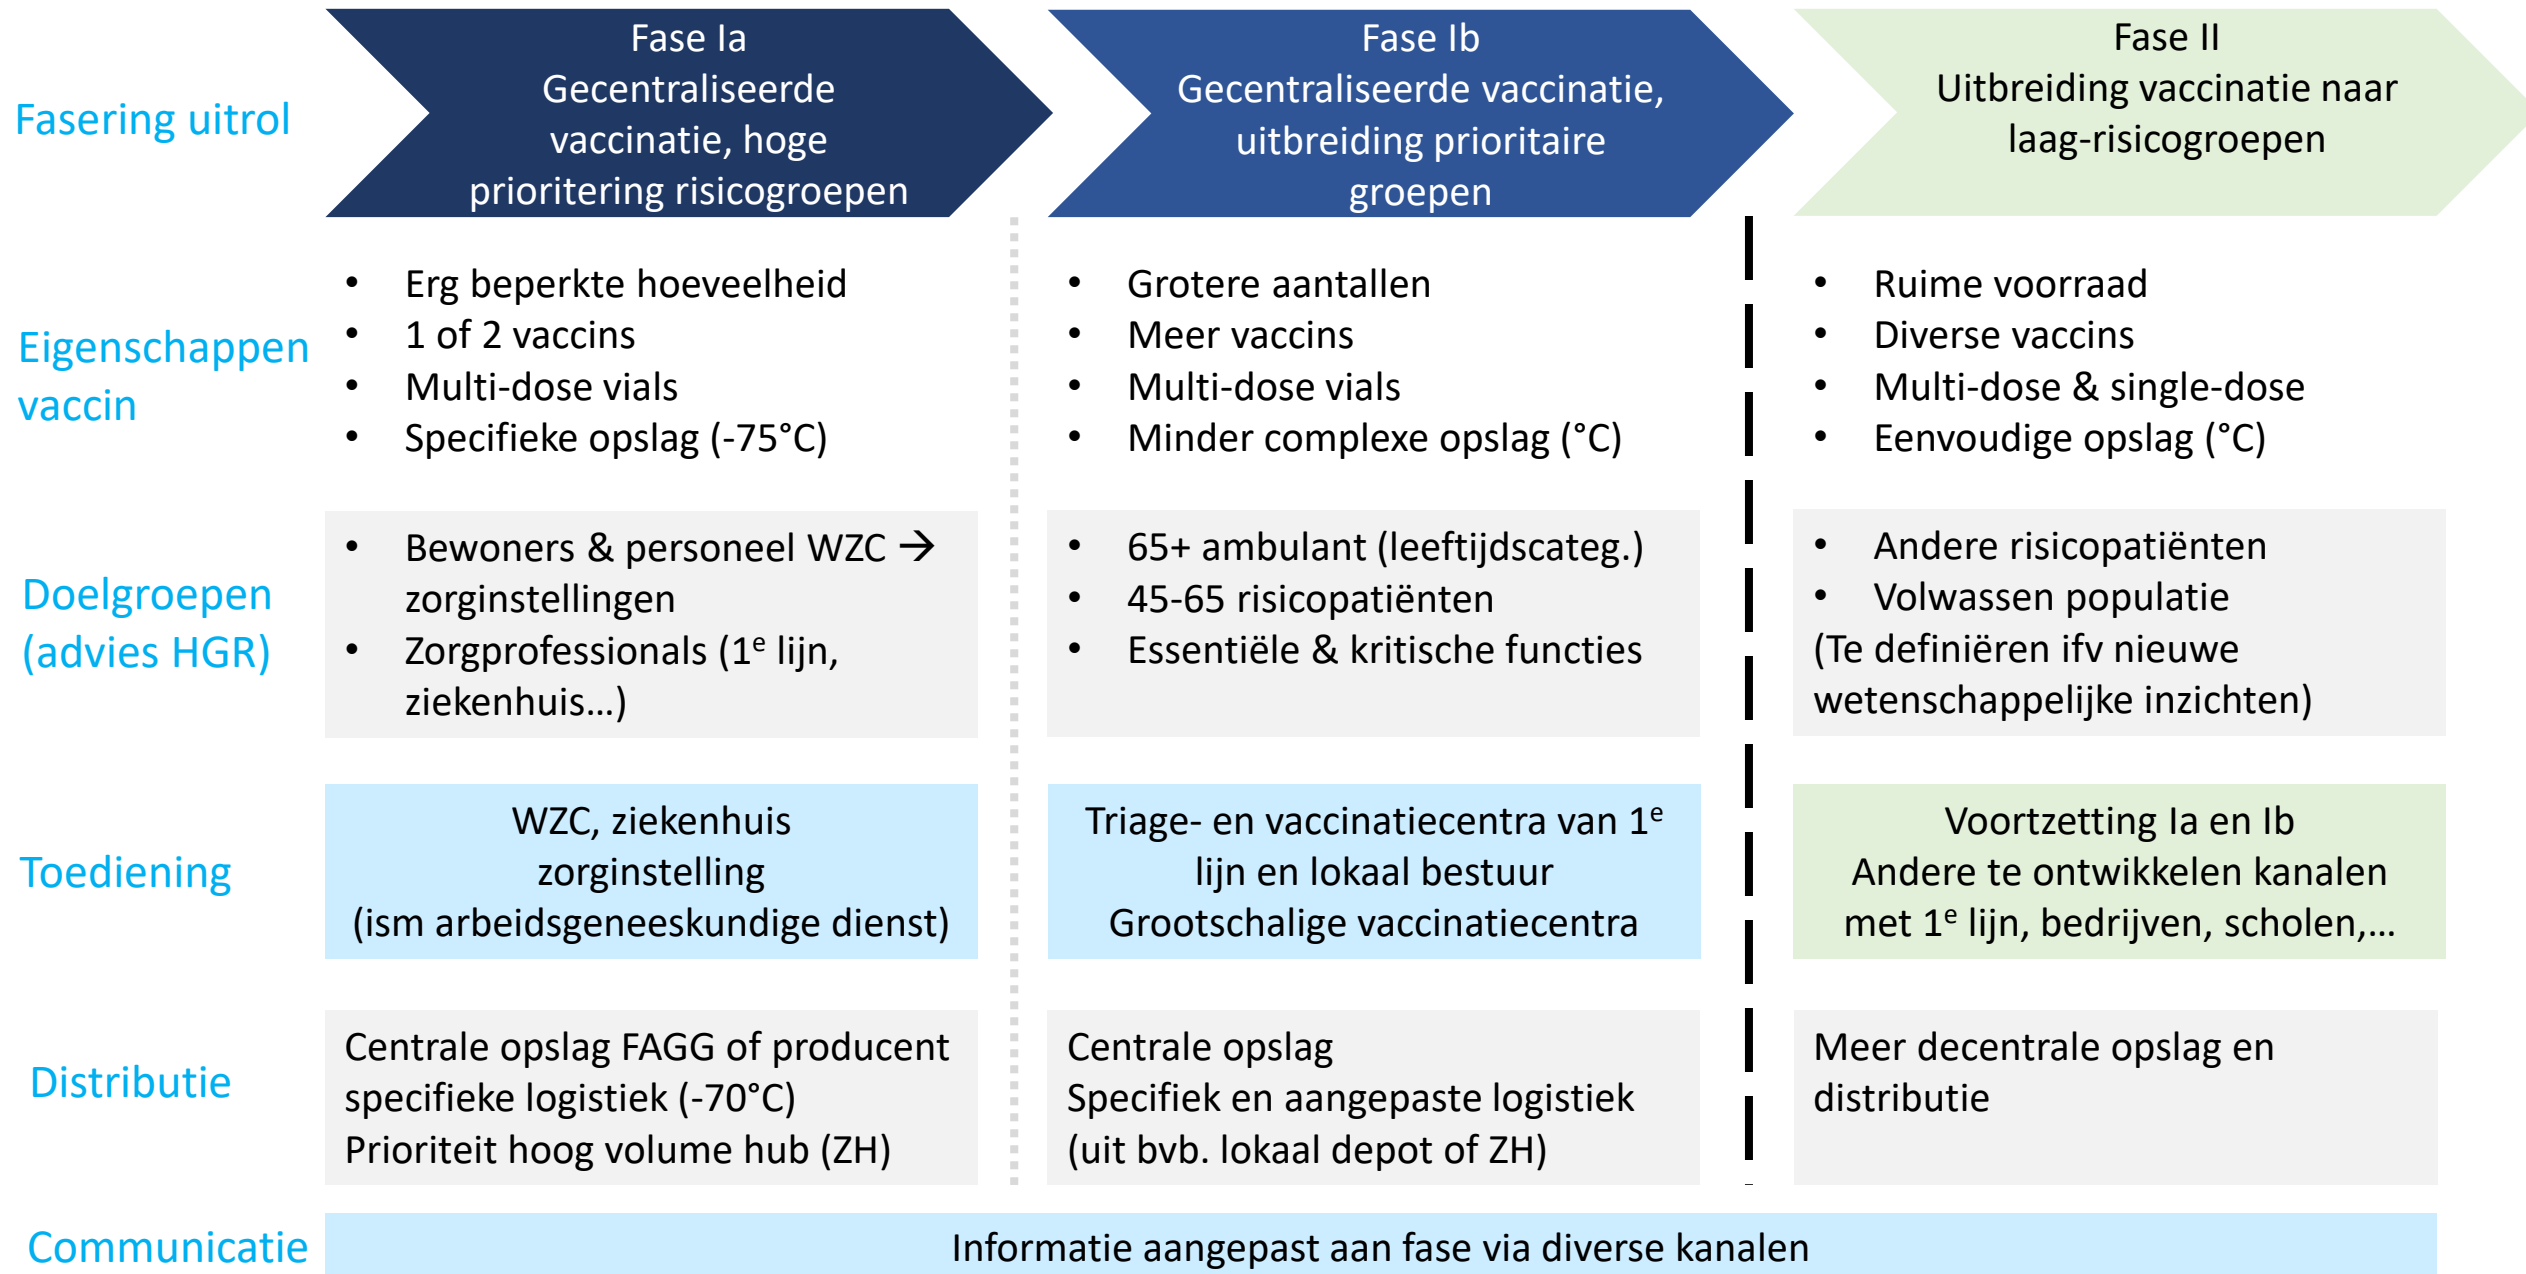 Fasering uitrol
Fase Ia
Gecentraliseerde
vaccinatie, hoge
prioritering risicogroepen
Fase Ib
Gecentraliseerde vaccinatie,
uitbreiding prioritaire
groepen
Fase II
Uitbreiding vaccinatie naar
laag-risicogroepen
Eigenschappen
vaccin
• Erg beperkte hoeveelheid
• 1 of 2 vaccins
• Multi-dose vials
• Specifieke opslag (-75°C)
• Grotere aantallen
• Meer vaccins
• Multi-dose vials
• Minder complexe opslag (°C)
• Ruime voorraad
• Diverse vaccins
• Multi-dose & single-dose
• Eenvoudige opslag (°C)
Doelgroepen
(advies HGR)
• Bewoners & personeel WZC →
zorginstellingen
• Zorgprofessionals (1e lijn,
ziekenhuis…)
• 65+ ambulant (leeftijdscateg.)
• 45-65 risicopatiënten
• Essentiële & kritische functies
• Andere risicopatiënten
• Volwassen populatie
(Te definiëren ifv nieuwe
wetenschappelijke inzichten)
Toediening
WZC, ziekenhuis
zorginstelling
(ism arbeidsgeneeskundige dienst)
Triage- en vaccinatiecentra van 1e
lijn en lokaal bestuur
Grootschalige vaccinatiecentra
Voortzetting Ia en Ib
Andere te ontwikkelen kanalen
met 1e lijn, bedrijven, scholen,…
Distributie
Centrale opslag FAGG of producent
specifieke logistiek (-70°C)
Prioriteit hoog volume hub (ZH)
Centrale opslag
Specifiek en aangepaste logistiek
(uit bvb. lokaal depot of ZH)
Meer decentrale opslag en
distributie
Communicatie
Informatie aangepast aan fase via diverse kanalen